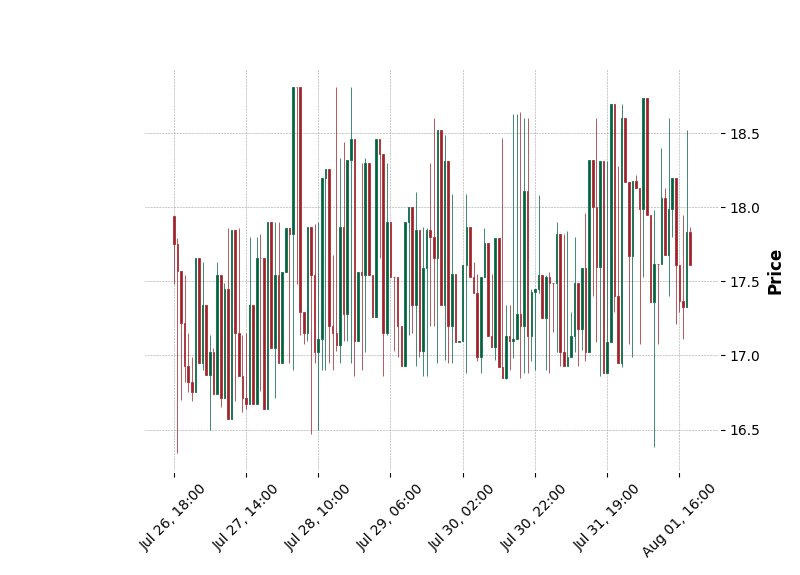 18.5
18.0
17.5
17.0
16.5
Price
Jul 26, 18:00
Jul 27, 14:00
Jul 28, 10:00
Jul 29, 06:00
Jul 30, 02:00
Jul 30, 22:00
Jul 31, 19:00
Aug 01, 16:00